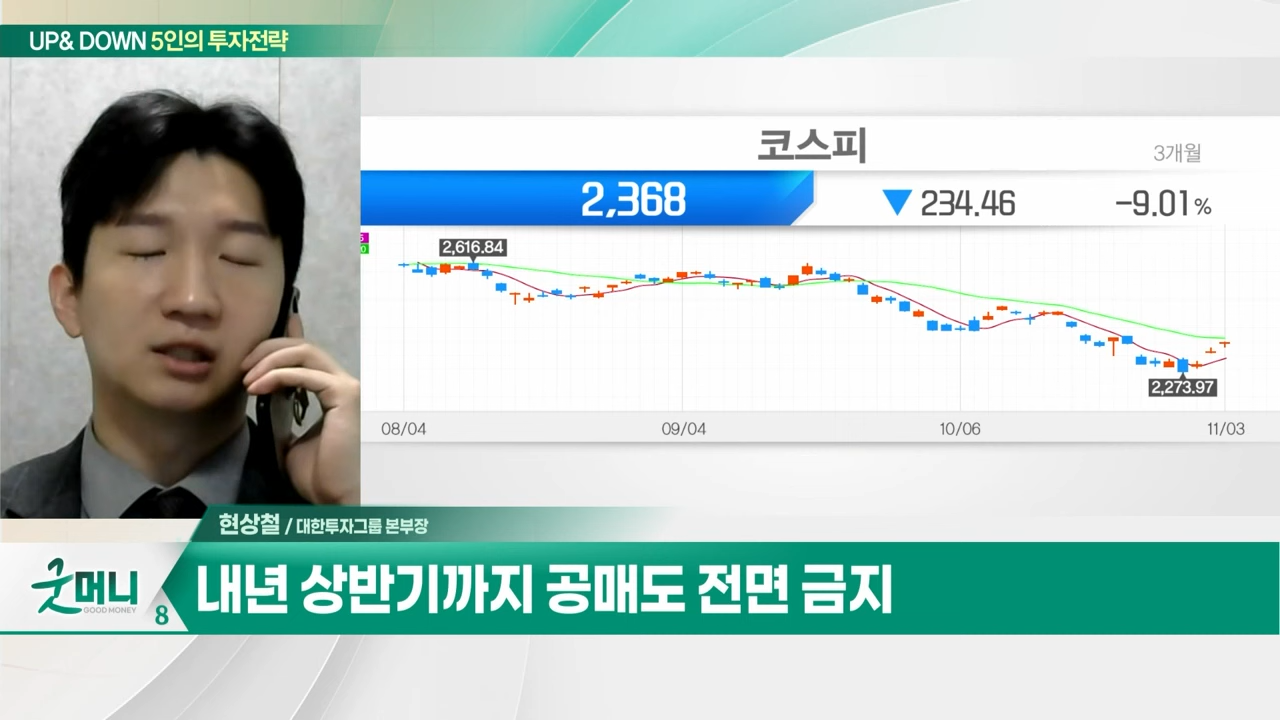 UP& DOWN 5인의 투자전략
코스피
3개월
2,368
▼ 234.46
-9.01%
2,616.84
2,273.97
08/04
09/04
10/06
11/03
현상철 / 대한투자그룹 본부장
굿머니
GOOD MONEY
8
내년 상반기까지 공매도 전면 금지